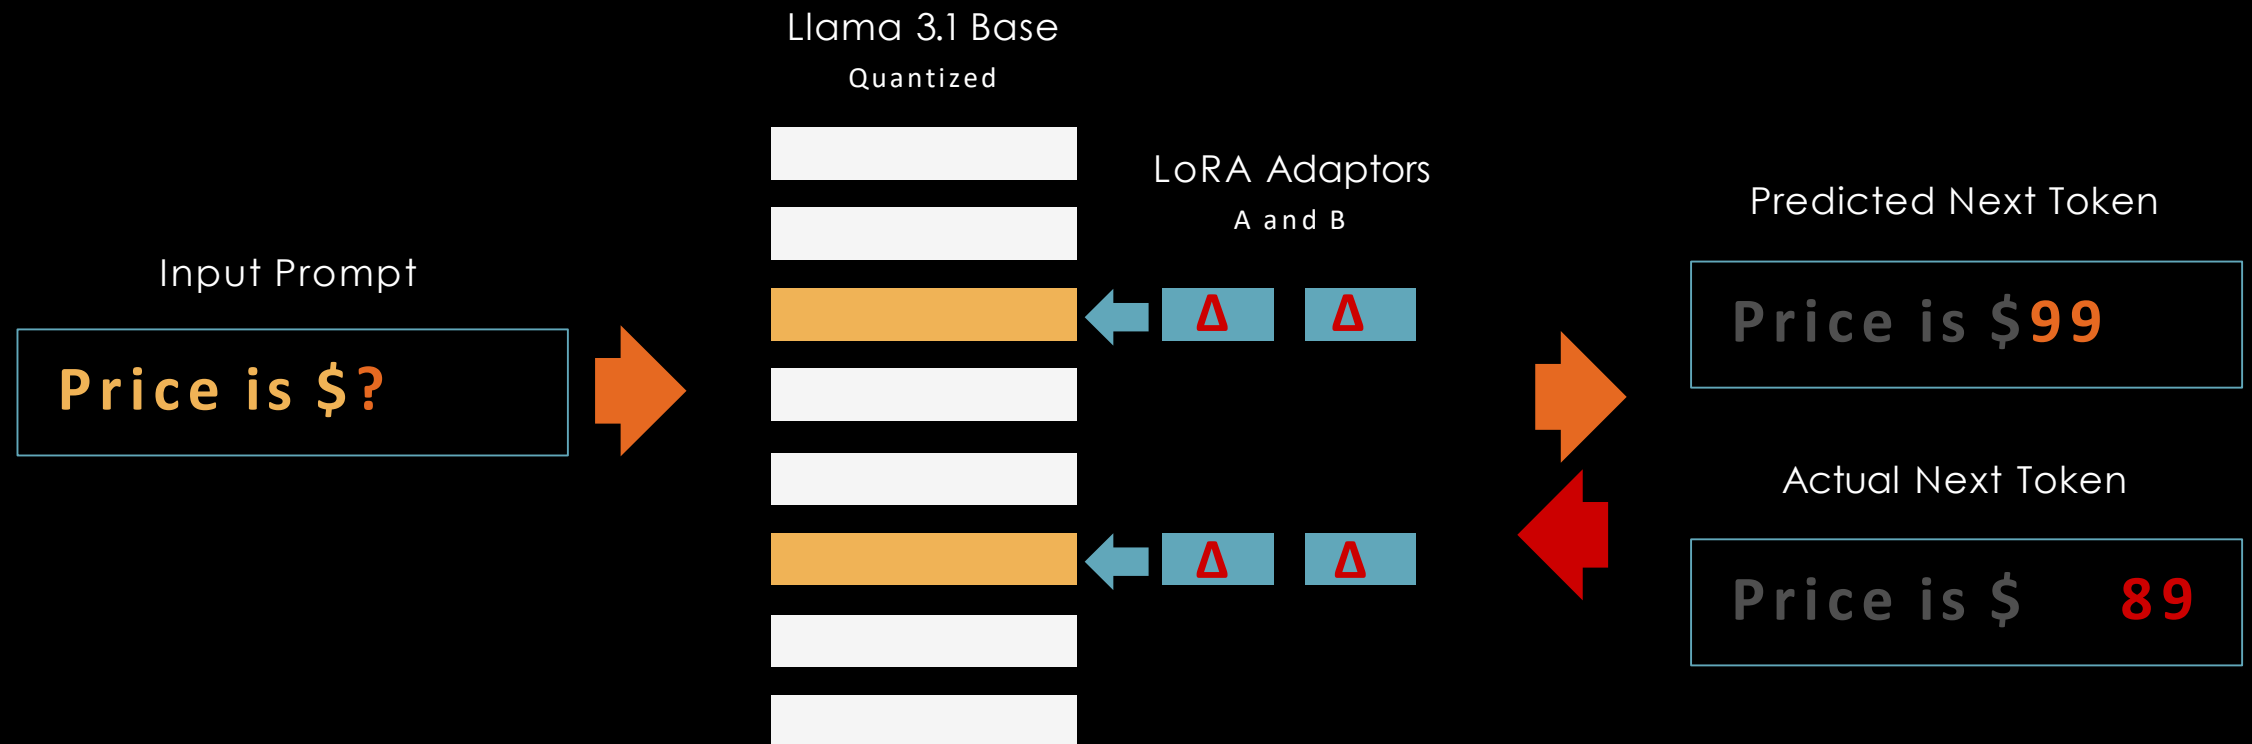 Llama 3.1 Base
Quantized
LoRA Adaptors
A and B
Input Prompt
Price is $?
Δ Δ
Δ Δ
Predicted Next Token
Price is $99
Actual Next Token
Price is $ 89